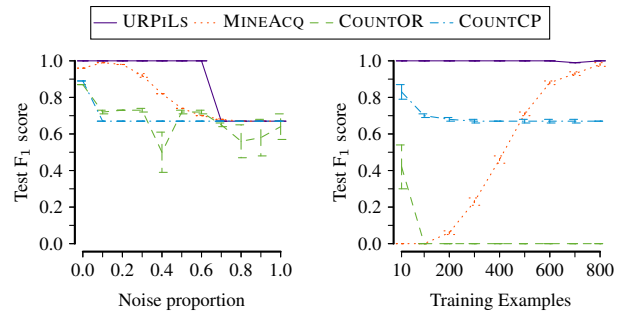 URPILS MINEACQ COUNTOR COUNTCP
Test F1 score
1.0
0.8
0.6
0.4
0.2
0.0
0.0 0.2 0.4 0.6 0.8 1.0
Noise proportion
Test F1 score
1.0
0.8
0.6
0.4
0.2
0.0
10 200 400 600 800
Training Examples